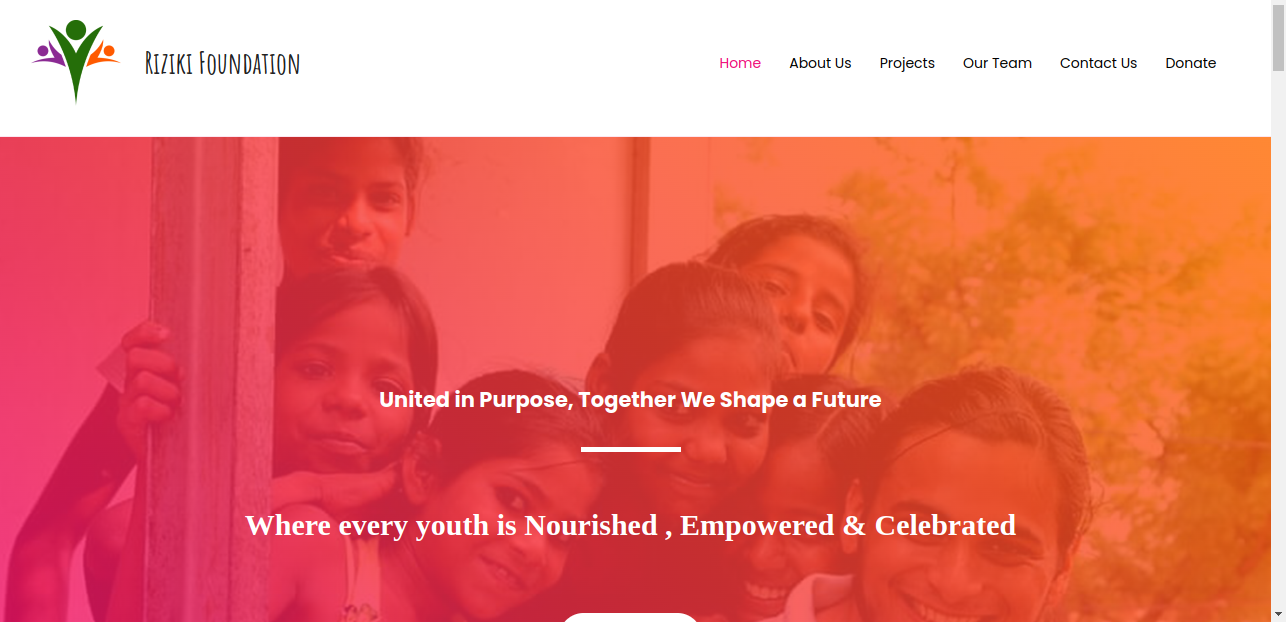 Riziki Foundation
Home About Us Projects Our Team Contact Us Donate
United in Purpose, Together We Shape a Future
Where every youth is Nourished , Empowered & Celebrated